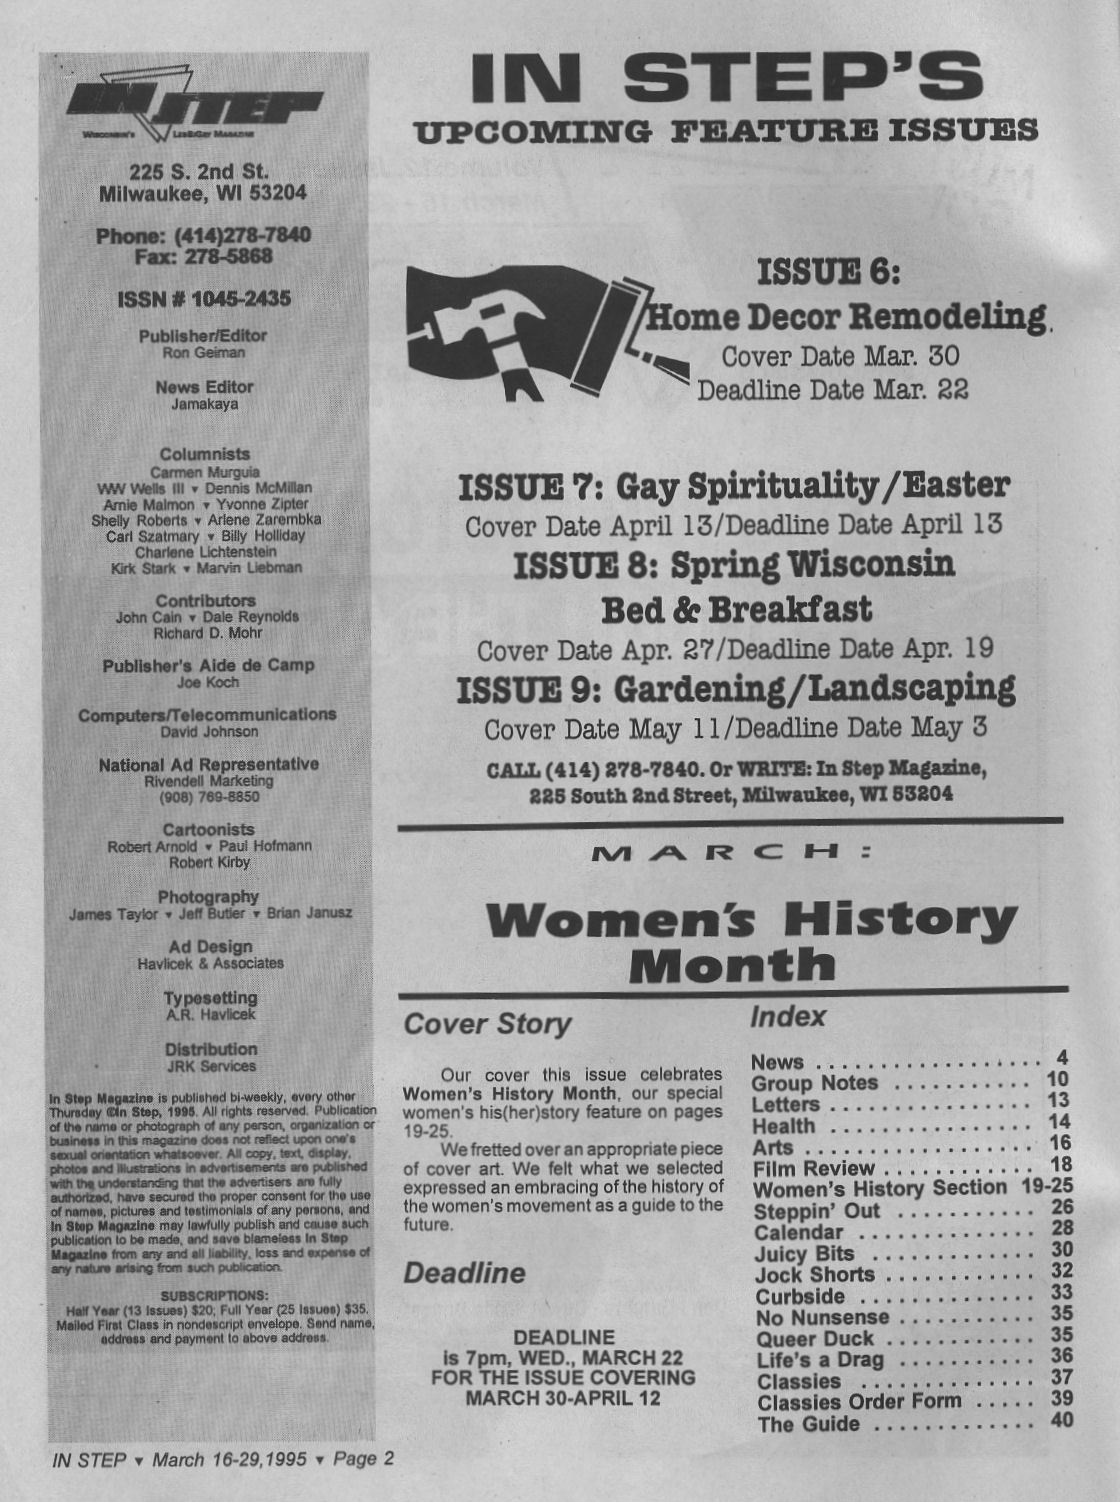 IN STEP
WISCONSIN'S LESBIGAY MAGAZINE
225 S. 2nd St.
Milwaukee, WI 53204
Phone: (414)278-7840
Fax: 278-5868
ISSN # 1045-2435
Publisher/Editor
Ron Geiman
News Editor
Jamakaya
Columnists
Carmen Murguia
WW Wells III ▾ Dennis McMillan
Arnie Malmon ▾ Yvonne Zipter
Shelly Roberts ▾ Arlene Zarembka
Carl Szatmary ▾ Billy Holliday
Charlene Lichtenstein
Kirk Stark ▾ Marvin Liebman
Contributors
John Cain ▾ Dale Reynolds
Richard D. Mohr
Publisher's Aide de Camp
Joe Koch
Computers/Telecommunications
David Johnson
National Ad Representative
Rivendell Marketing
(908) 769-8850
Cartoonists
Robert Arnold ▾ Paul Hofmann
Robert Kirby
Photography
James Taylor ▾ Jeff Butler ▾ Brian Janusz
Ad Design
Havlicek & Associates
Typesetting
A.R. Havlicek
Distribution
JRK Services
In Step Magazine is published bi-weekly, every other
Thursday ©In Step, 1995. All rights reserved. Publication
of the name or photograph of any person, organization or
business in this magazine does not reflect upon one's
sexual orientation whatsoever. All copy, text, display,
photos and illustrations in advertisements are published
with the understanding that the advertisers are fully
authorized, have secured the proper consent for the use
of names, pictures and testimonials of any persons, and
In Step Magazine may lawfully publish and cause such
publication to be made, and save blameless In Step
Magazine from any and all liability, loss and expense of
any nature arising from such publication.
SUBSCRIPTIONS:
Half Year (13 Issues) $20; Full Year (25 Issues) $35.
Mailed First Class in nondescript envelope. Send name,
address and payment to above address.
IN STEP'S
UPCOMING FEATURE ISSUES
ISSUE 6:
Home Decor Remodeling
Cover Date Mar. 30
Deadline Date Mar. 22
ISSUE 7: Gay Spirituality/Easter
Cover Date April 13/Deadline Date April 13
ISSUE 8: Spring Wisconsin
Bed & Breakfast
Cover Date Apr. 27/Deadline Date Apr. 19
ISSUE 9: Gardening/Landscaping
Cover Date May 11/Deadline Date May 3
CALL (414) 278-7840. Or WRITE: In Step Magazine,
225 South 2nd Street, Milwaukee, WI 53204
MARCH:
Women's History
Month
Cover Story
Our cover this issue celebrates
Women's History Month, our special
women's his(her)story feature on pages
19-25.
We fretted over an appropriate piece
of cover art. We felt what we selected
expressed an embracing of the history of
the women's movement as a guide to the
future.
Deadline
DEADLINE
is 7pm, WED., MARCH 22
FOR THE ISSUE COVERING
MARCH 30-APRIL 12
Index
News . . . . . . . . . . . . . . . . . . . 4
Group Notes . . . . . . . . . . . 10
Letters . . . . . . . . . . . . . . . . . 13
Health . . . . . . . . . . . . . . . . . 14
Arts . . . . . . . . . . . . . . . . . . . 16
Film Review . . . . . . . . . . . . 18
Women's History Section 19-25
Steppin' Out . . . . . . . . . . . 26
Calendar . . . . . . . . . . . . . . 28
Juicy Bits . . . . . . . . . . . . . 30
Jock Shorts . . . . . . . . . . . . 32
Curbside . . . . . . . . . . . . . . 33
No Nunsense . . . . . . . . . . . 35
Queer Duck . . . . . . . . . . . . 35
Life's a Drag . . . . . . . . . . . 36
Classies . . . . . . . . . . . . . . 37
Classies Order Form . . . . . 39
The Guide . . . . . . . . . . . . . 40
IN STEP ▾ March 16-29, 1995 ▾ Page 2